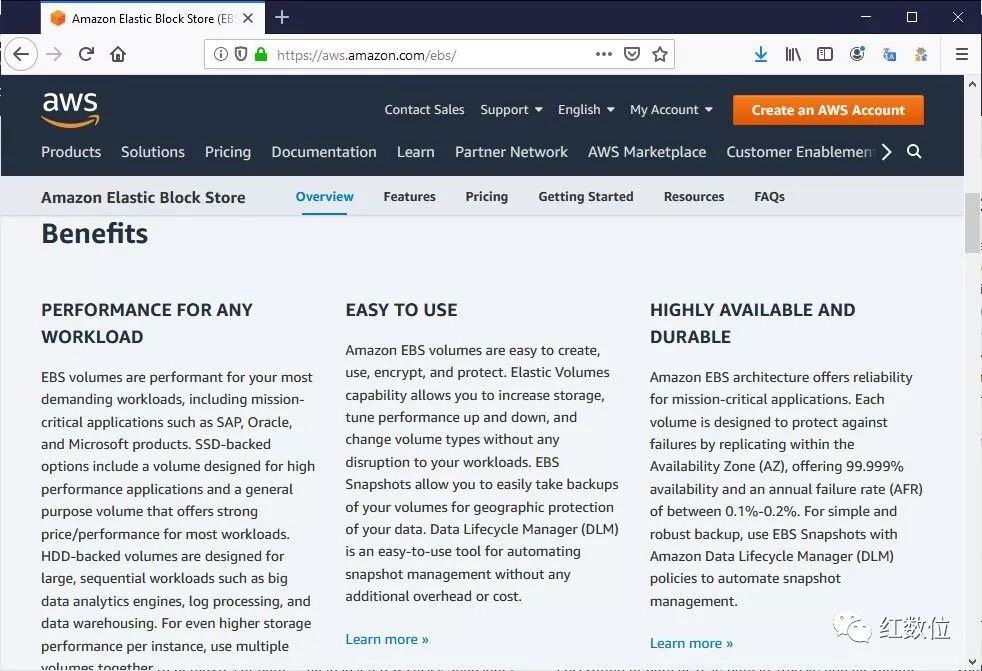 Amazon Elastic Block Store (EBS
https://aws.amazon.com/ebs/
aws
Contact Sales Support English My Account Create an AWS Account
Products Solutions Pricing Documentation Learn Partner Network AWS Marketplace Customer Enablemen
Amazon Elastic Block Store Overview Features Pricing Getting Started Resources FAQs
Benefits
PERFORMANCE FOR ANY
WORKLOAD
EBS volumes are performant for your most
demanding workloads, including mission-
critical applications such as SAP, Oracle,
and Microsoft products. SSD-backed
options include a volume designed for high
performance applications and a general
purpose volume that offers strong
price/performance for most workloads.
HDD-backed volumes are designed for
large, sequential workloads such as big
data analytics engines, log processing, and
data warehousing. For even higher storage
performance per instance, use multiple
volumes together
EASY TO USE
Amazon EBS volumes are easy to create,
use, encrypt, and protect. Elastic Volumes
capability allows you to increase storage,
tune performance up and down, and
change volume types without any
disruption to your workloads. EBS
Snapshots allow you to easily take backups
of your volumes for geographic protection
of your data. Data Lifecycle Manager (DLM)
is an easy-to-use tool for automating
snapshot management without any
additional overhead or cost.
Learn more »
HIGHLY AVAILABLE AND
DURABLE
Amazon EBS architecture offers reliability
for mission-critical applications. Each
volume is designed to protect against
failures by replicating within the
Availability Zone (AZ), offering 99.999%
availability and an annual failure rate (AFR)
of between 0.1%-0.2%. For simple and
robust backup, use EBS Snapshots with
Amazon Data Lifecycle Manager (DLM)
policies to automate snapshot
management.
Learn more »
红数位